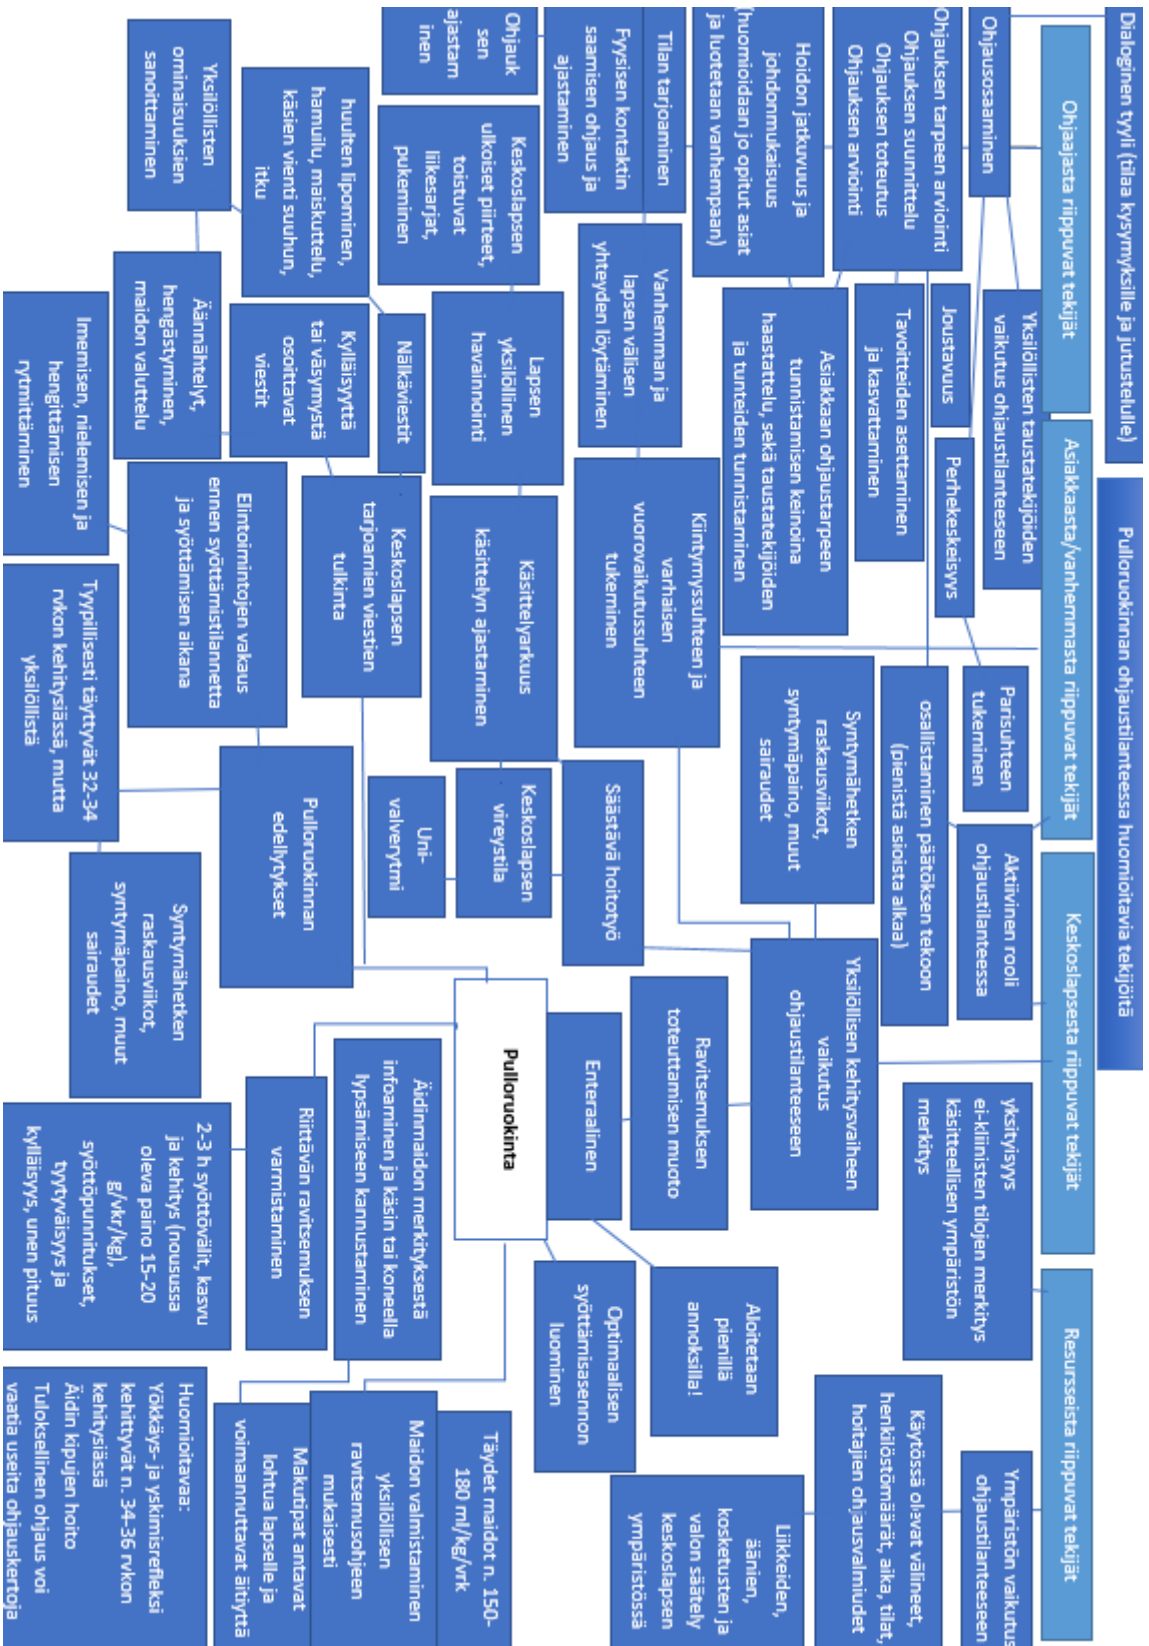 Pulloruokinnan ohjaustilanteessa huomioitavia tekijöitä
Dialoginen tyyli (tilaa kysymyksille ja jutustelulle)
Ohjaajasta riippuvat tekijät
Asiakkaasta/vanhemmasta riippuvat tekijät
Keskoslapsesta riippuvat tekijät
Resursseista riippuvat tekijät
Ohjausosaaminen
Yksilöllisten taustatekijöiden
vaikutus ohjaustilanteeseen
Parisuhteen
tukeminen
Aktiivinen rooli
ohjaustilanteessa
yksityisyys
ei-kliinisten tilojen merkitys
käsitteellisen ympäristön
merkitys
Ympäristön vaikutus
ohjaustilanteeseen
Ohjauksen tarpeen arviointi
Ohjauksen suunnittelu
Ohjauksen toteutus
Ohjauksen arviointi
Joustavuus
Perhekeskeisyys
Tavoitteiden asettaminen
ja kasvattaminen
osallistaminen päätöksen tekoon
(pienistä asioista alkaa)
Käytössä olevat välineet,
henkilöstömäärät, aika, tilat,
hoitajien ohjausvalmiudet
Hoidon jatkuvuus ja
johdonmukaisuus
(huomioidaan jo opitut asiat
ja luotetaan vanhempaan)
Asiakkaan ohjaustarpeen
tunnistamisen keinoina
haastattelu, sekä taustatekijöiden
ja tunteiden tunnistaminen
Syntymähetken
raskausviikot,
syntymäpaino, muut
sairaudet
Yksilöllisen kehitysvaiheen
vaikutus
ohjaustilanteeseen
Liikkeiden,
äänien,
kosketusten ja
valon säätely
keskoslapsen
ympäristössä
Tilan tarjoaminen
Fyysisen kontaktin
saamisen ohjaus ja
ajastaminen
Vanhemman ja
lapsen välisen
yhteyden löytäminen
Kiintymyssuhteen ja
varhaisen
vuorovaikutussuhteen
tukeminen
Säästävä hoitotyö
Ravitsemuksen
toteuttamisen muoto
Enteraalinen
Aloitetaan
pienillä
annoksilla!
Ohjauk
sen
ajastam
inen
Keskoslapsen
ulkoiset piirteet,
toistuvat
liikesarjat,
pukeminen
Lapsen
yksilöllinen
havainnointi
Käsittelyarkuus
käsittelyn ajastaminen
Keskoslapsen
vireystila
Uni-
valverytmi
Pulloruokinta
Optimaalisen
syöttämisasennon
luominen
huulten lipominen,
hamuilu, maiskuttelu,
käsien vienti suuhun,
itku
Nälkäviestit
Kylläisyyttä
tai väsymystä
osoittavat
viestit
Keskoslapsen
tarjoamien viestien
tulkinta
Äidinmaidon merkityksestä
infoaminen ja käsin tai koneella
lypsämiseen kannustaminen
Täydet maidot n. 150-
180 ml/kg/vrk
Maidon valmistaminen
yksilöllisen
ravitsemusohjeen
mukaisesti
Yksilöllisten
ominaisuuksien
sanoittaminen
Äännähtelyt,
hengästyminen,
maidon valuttelu
Elintoimintojen vakaus
ennen syöttämistilannetta
ja syöttämisen aikana
Pulloruokinnan
edellytykset
Riittävän ravitsemuksen
varmistaminen
Makutipat antavat
lohtua lapselle ja
voimaannuttavat äitiyttä
Imemisen, nielemisen ja
hengittämisen
rytmittäminen
Tyypillisesti täyttyvät 32-34
rvkon kehitysiässä, mutta
yksilöllistä
Syntymähetken
raskausviikot,
syntymäpaino, muut
sairaudet
2-3 h syöttövälit, kasvu
ja kehitys (nousussa
oleva paino 15-20
g/vkr/kg),
syöttöpunnitukset,
tyytyväisyys ja
kylläisyys, unen pituus
Huomioitavaa:
Yökkäys- ja yskimisrefleksi
kehittyvät n. 34-36 rvkon
kehitysiässä
Äidin kipujen hoito
Tuloksellinen ohjaus voi
vaatia useita ohjauskertoja